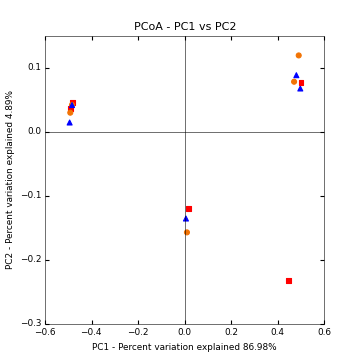 PCoA - PC1 vs PC2
PC2 - Percent variation explained 4.89%
0.1
0.0
−0.1
−0.2
−0.3
−0.6 −0.4 −0.2 0.0 0.2 0.4 0.6
PC1 - Percent variation explained 86.98%